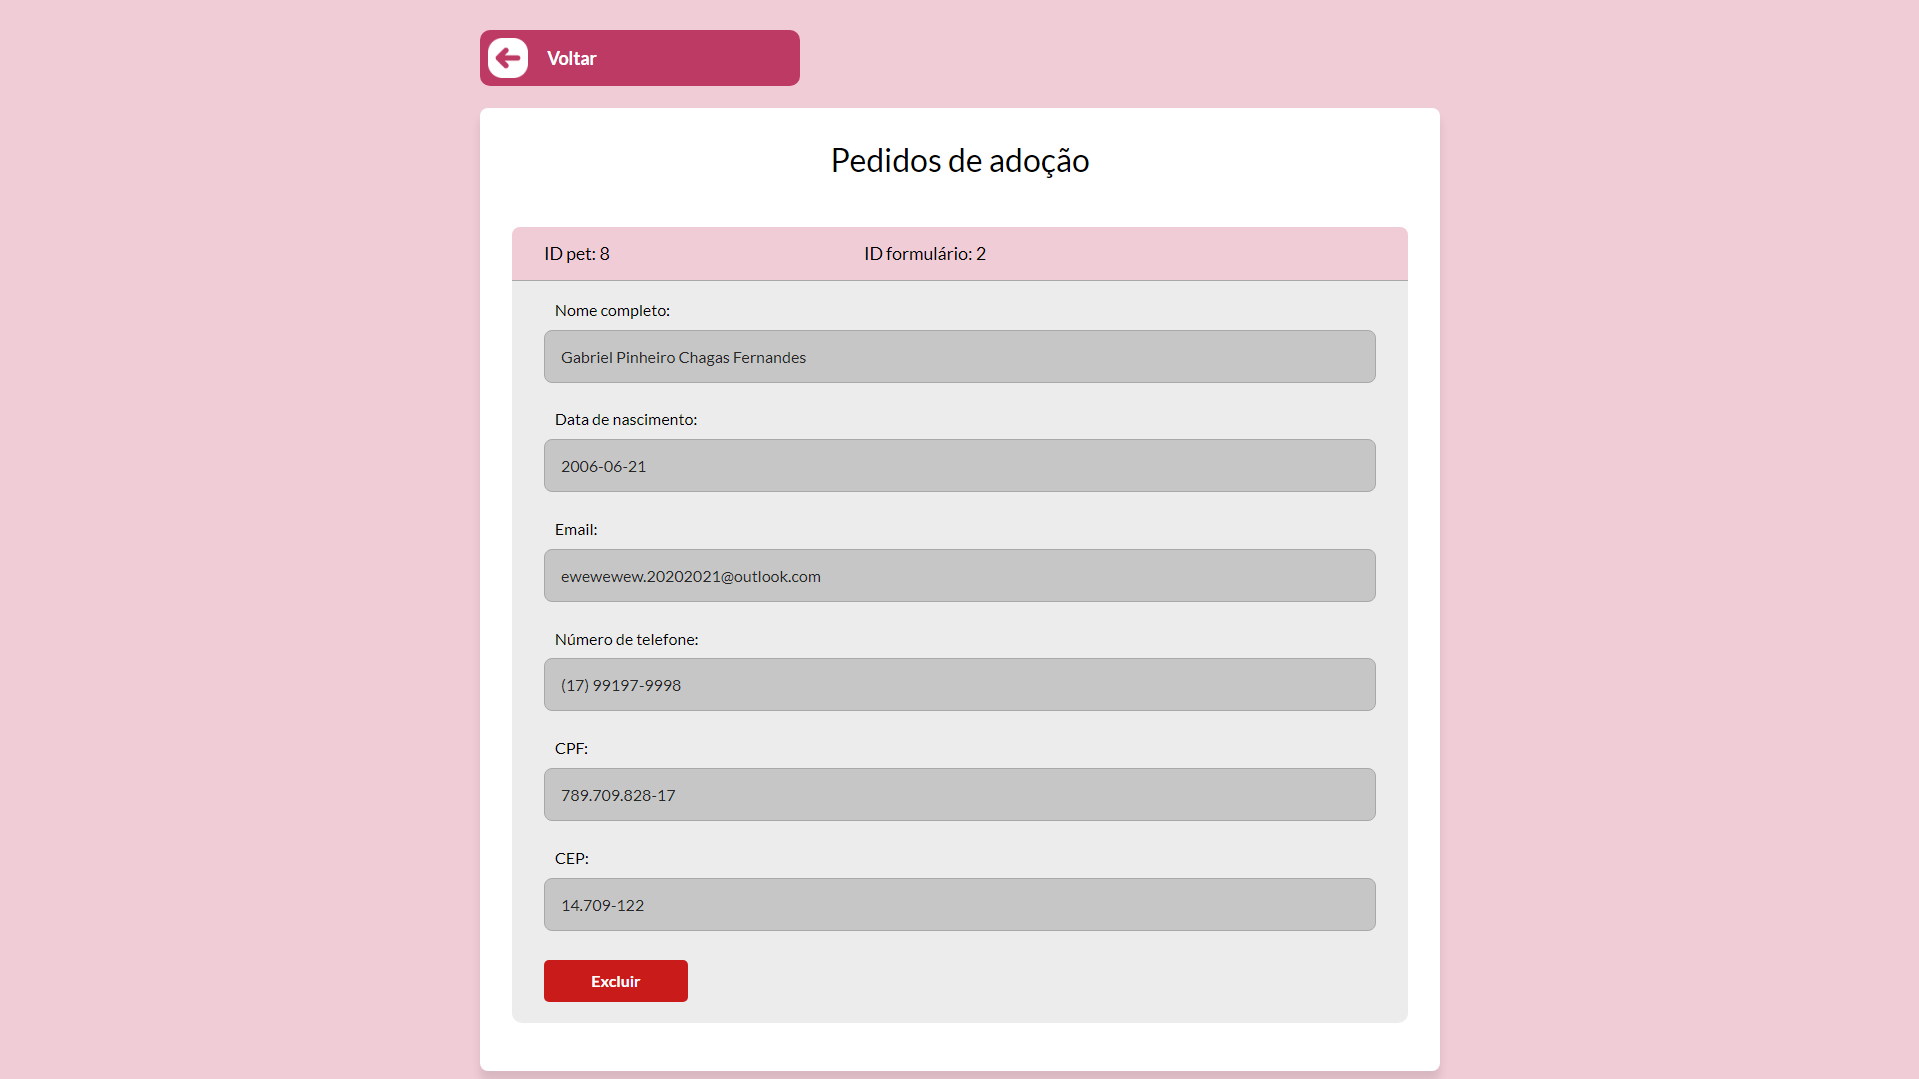 Voltar
Pedidos de adoção
ID pet: 8 ID formulário: 2
Nome completo:
Gabriel Pinheiro Chagas Fernandes
Data de nascimento:
2006-06-21
Email:
ewewewew.20202021@outlook.com
Número de telefone:
(17) 99197-9998
CPF:
789.709.828-17
CEP:
14.709-122
Excluir